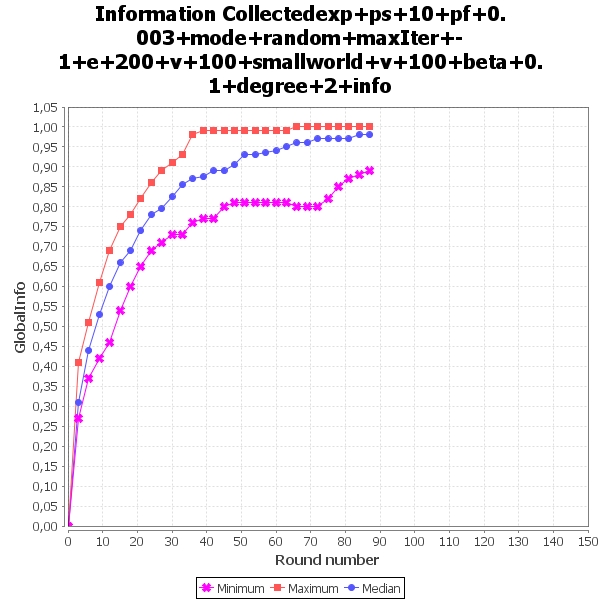 Information Collectedexp+ps+10+pf+0.
003+mode+random+maxIter+-
1+e+200+v+100+smallworld+v+100+beta+0.
1+degree+2+info
GlobalInfo
1,05
1,00
0,95
0,90
0,85
0,80
0,75
0,70
0,65
0,60
0,55
0,50
0,45
0,40
0,35
0,30
0,25
0,20
0,15
0,10
0,05
0,00
0 10 20 30 40 50 60 70 80 90 100 110 120 130 140 150
Round number
Minimum Maximum Median